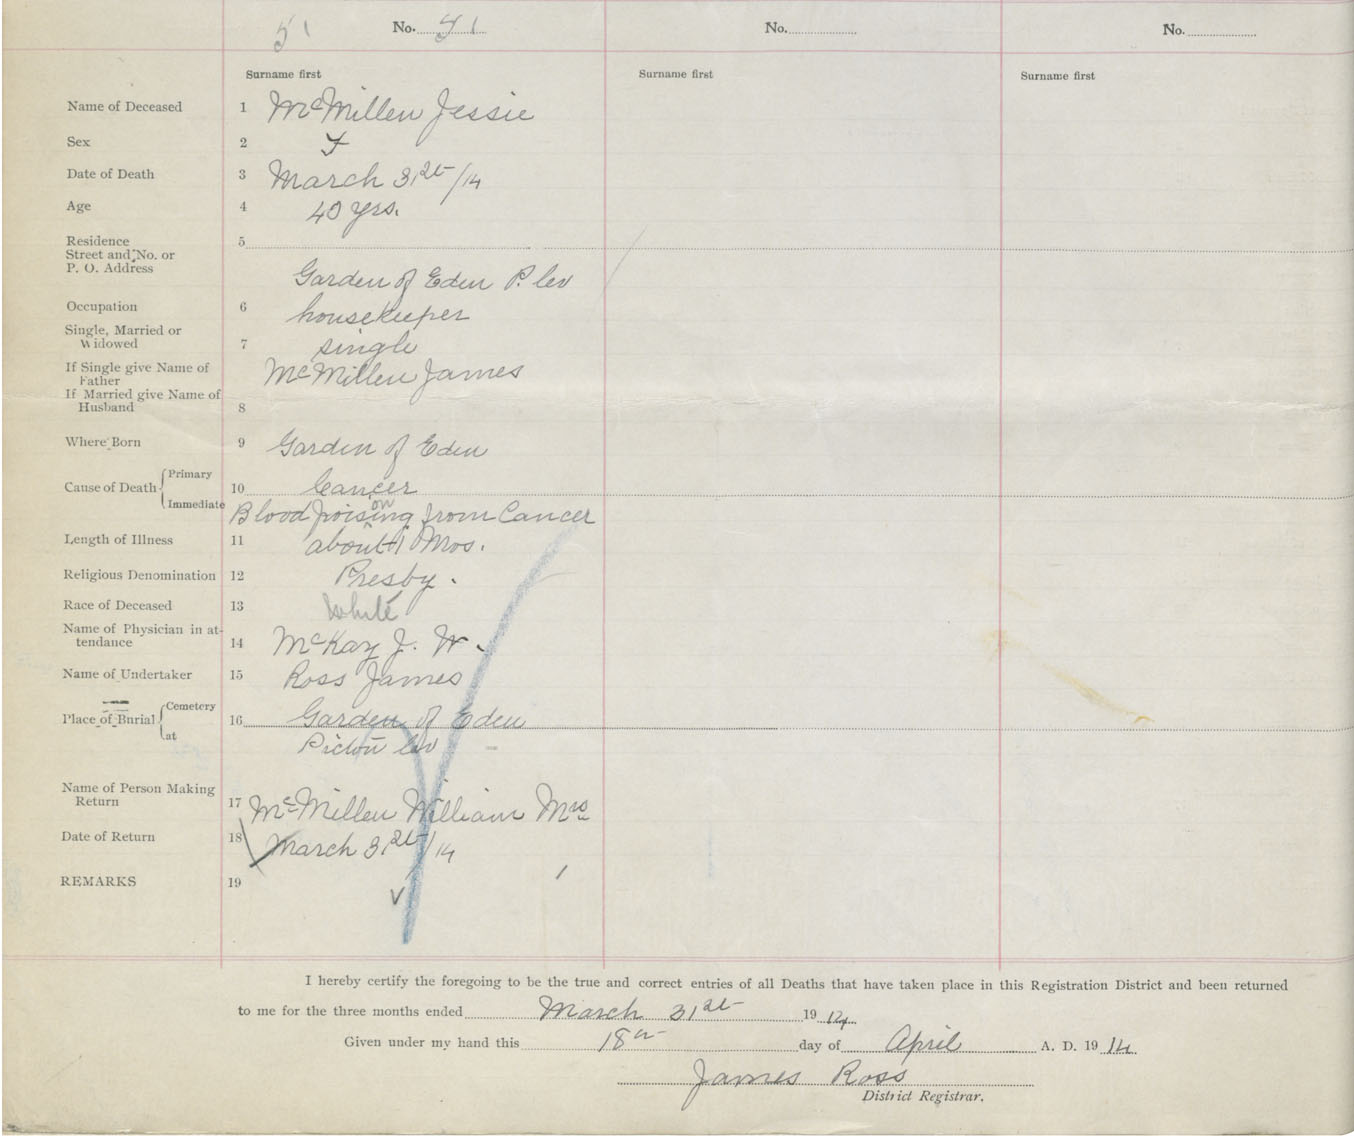 51 No. 51 No. No.
Surname first Surname first Surname first
Name of Deceased 1 McMillen Jessie
Sex 2 F
Date of Death 3 March 31st/14
Age 4 40 yrs.
Residence 5
Street and No. or
P. O. Address
Garden of Eden P. Co
Occupation 6 housekeeper
Single, Married or
Widowed 7 single
If Single give Name of
Father McMillen James
If Married give Name of
Husband 8
Where Born 9 Garden of Eden
Cause of Death Primary 10 Cancer
Immediate Blood poisoning from Cancer
Length of Illness 11 about Mos.
Religious Denomination 12 Presby.
Race of Deceased 13 White
Name of Physician in at-
tendance 14 McKay J. W.
Name of Undertaker 15 Ross James
Place of Burial Cemetery 16 Garden of Eden
at Pictou Co
Name of Person Making
Return 17 McMillen William Mrs
Date of Return 18 March 31st/14
REMARKS 19
I hereby certify the foregoing to be the true and correct entries of all Deaths that have taken place in this Registration District and been returned
to me for the three months ended March 31st 1914
Given under my hand this 18th day of April A. D. 1914
James Ross
District Registrar.